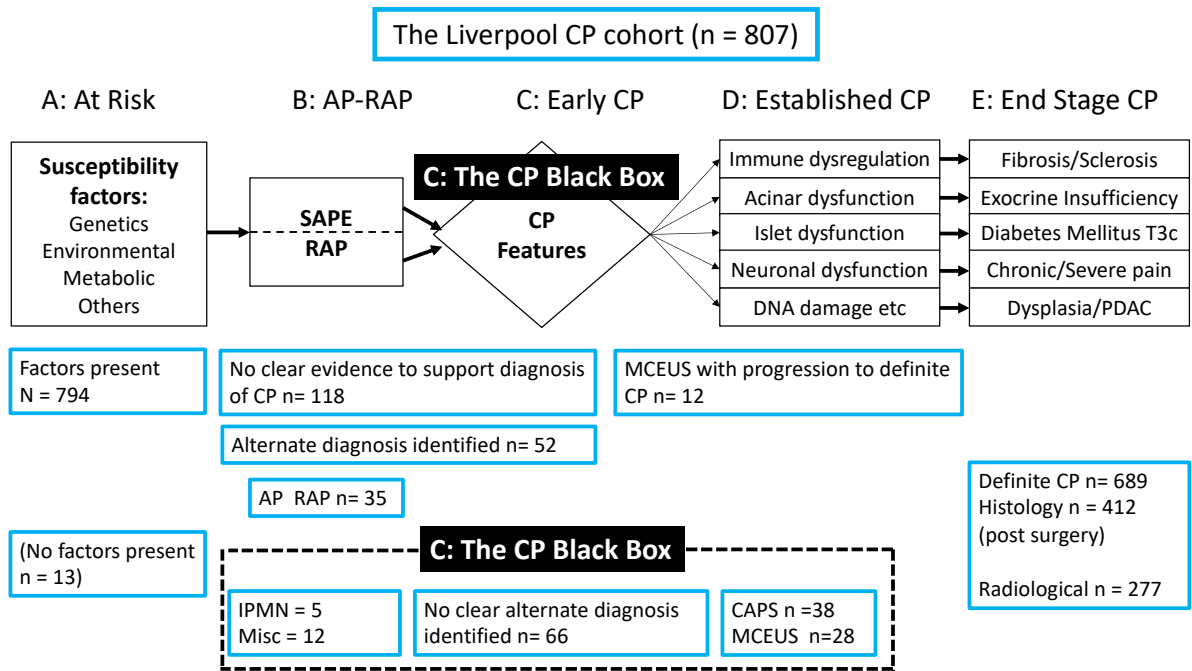 The Liverpool CP cohort (n = 807)
A: At Risk
B: AP-RAP
C: Early CP
D: Established CP
E: End Stage CP
Susceptibility
factors:
Genetics
Environmental
Metabolic
Others
SAPE
RAP
C: The CP Black Box
CP
Features
Immune dysregulation
Acinar dysfunction
Islet dysfunction
Neuronal dysfunction
DNA damage etc
Fibrosis/Sclerosis
Exocrine Insufficiency
Diabetes Mellitus T3c
Chronic/Severe pain
Dysplasia/PDAC
Factors present
N = 794
No clear evidence to support diagnosis
of CP n= 118
MCEUS with progression to definite
CP n= 12
Alternate diagnosis identified n= 52
AP  RAP n= 35
Definite CP n= 689
Histology n = 412
(post surgery)
Radiological n = 277
(No factors present
n = 13)
C: The CP Black Box
IPMN = 5
Misc = 12
No clear alternate diagnosis
identified n= 66
CAPS n =38
MCEUS  n=28